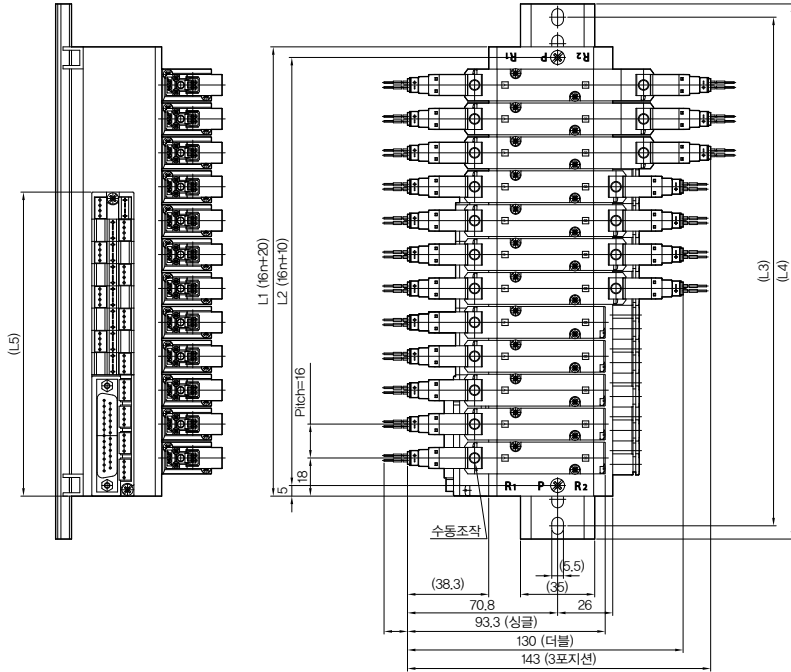 R1 P R2
(L5)
L1 (16n+20)
L2 (16n+10)
Pitch=16
18
5
(L3)
(L4)
R1 P R2
수동조작
(5.5)
(38.3)
(35)
70.8
26
93.3 (싱글)
130 (더블)
143 (3포지션)